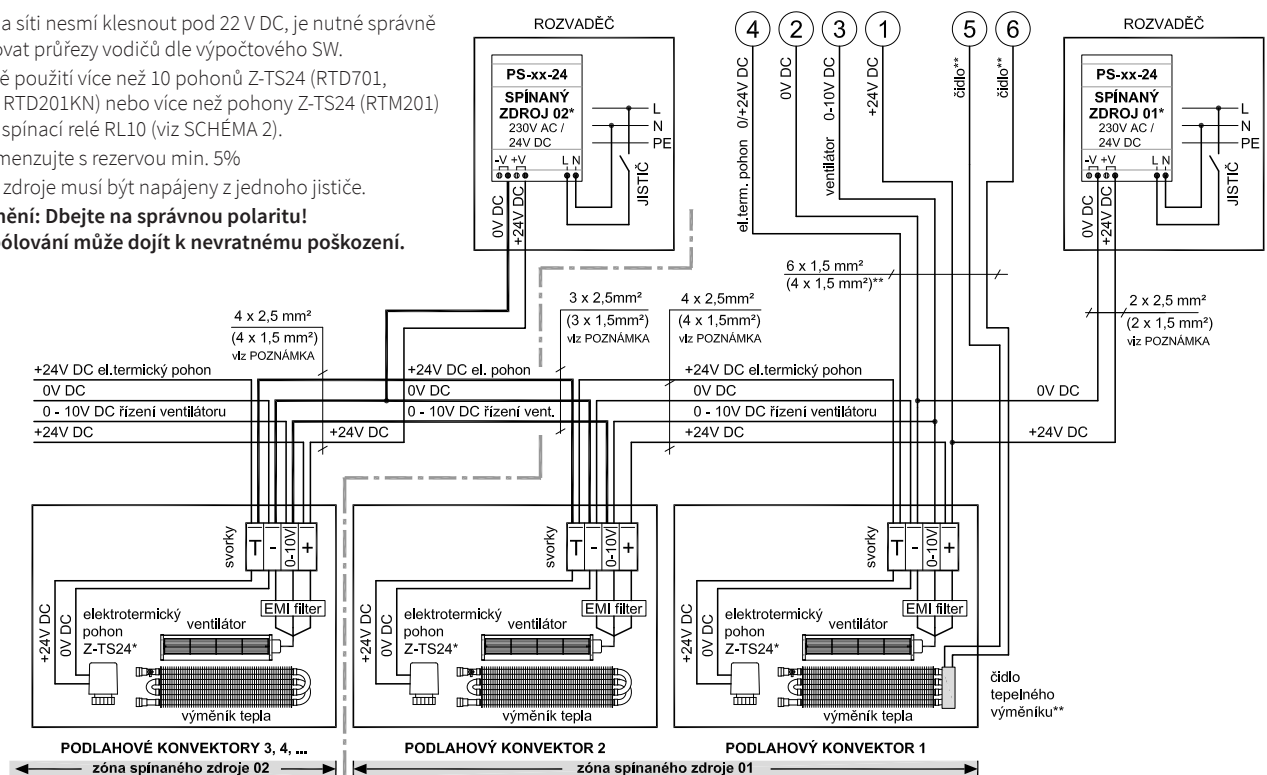 a síti nesmí klesnout pod 22 V DC, je nutné správně
ovat průřezy vodičů dle výpočtového SW.
ě použití více než 10 pohonů Z-TS24 (RTD701,
RTD201KN) nebo více než pohony Z-TS24 (RTM201)
spínací relé RL10 (viz SCHÉMA 2).
menzujte s rezervou min. 5%
zdroje musí být napájeny z jednoho jističe.
nění: Dbejte na správnou polaritu!
pólování může dojít k nevratnému poškození.
ROZVADĚČ
PS-xx-24
SPÍNANÝ
ZDROJ 02*
230V AC /
24V DC
-V +V L N
L
N
PE
JISTIČ
0V DC
+24V DC
4 2 3 1 5 6
el.term. pohon 0/+24V DC
0V DC
ventilátor 0-10V DC
+24V DC
čidlo**
čidlo**
ROZVADĚČ
PS-xx-24
SPÍNANÝ
ZDROJ 01*
230V AC /
24V DC
-V +V L N
L
N
PE
JISTIČ
0V DC
+24V DC
6 x 1,5 mm²
(4 x 1,5 mm²)**
4 x 2,5 mm²
(4 x 1,5 mm²)
viz POZNÁMKA
3 x 2,5mm²
(3 x 1,5mm²)
viz POZNÁMKA
4 x 2,5 mm²
(4 x 1,5 mm²)
viz POZNÁMKA
2 x 2,5 mm²
(2 x 1,5 mm²)
viz POZNÁMKA
+24V DC el.termický pohon
0V DC
0 - 10V DC řízení ventilátoru
+24V DC
+24V DC
+24V DC el. pohon
0V DC
0 - 10V DC řízení vent.
+24V DC el.termický pohon
0V DC
0 - 10V DC řízení ventilátoru
+24V DC
0V DC
+24V DC
svorky
T - 0-10V +
EMI filter
+24V DC
0V DC
elektrotermický
pohon
Z-TS24*
ventilátor
výměník tepla
svorky
T - 0-10V +
EMI filter
+24V DC
0V DC
elektrotermický
pohon
Z-TS24*
ventilátor
výměník tepla
svorky
T - 0-10V +
EMI filter
+24V DC
0V DC
elektrotermický
pohon
Z-TS24*
ventilátor
výměník tepla
čidlo
tepelného
výměníku**
PODLAHOVÉ KONVEKTORY 3, 4, ...
PODLAHOVÝ KONVEKTOR 2
PODLAHOVÝ KONVEKTOR 1
zóna spínaného zdroje 02
zóna spínaného zdroje 01